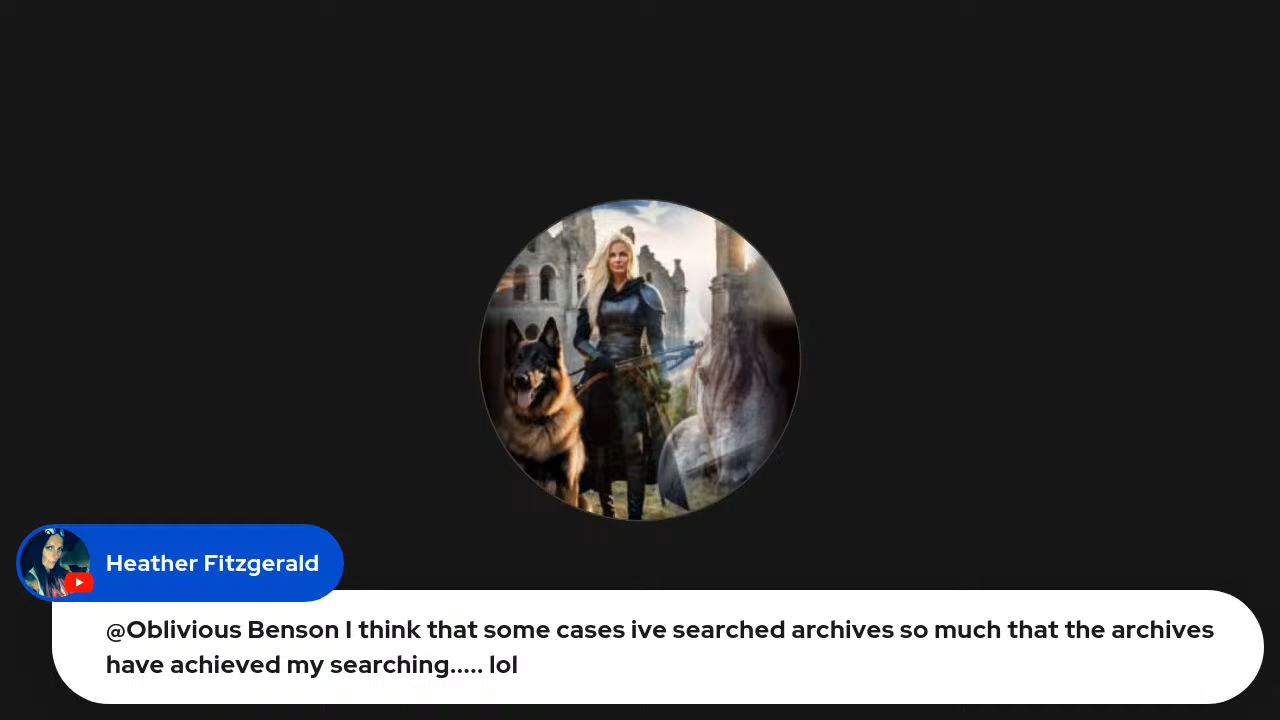 Heather Fitzgerald
@Oblivious Benson I think that some cases ive searched archives so much that the archives
have achieved my searching..... lol